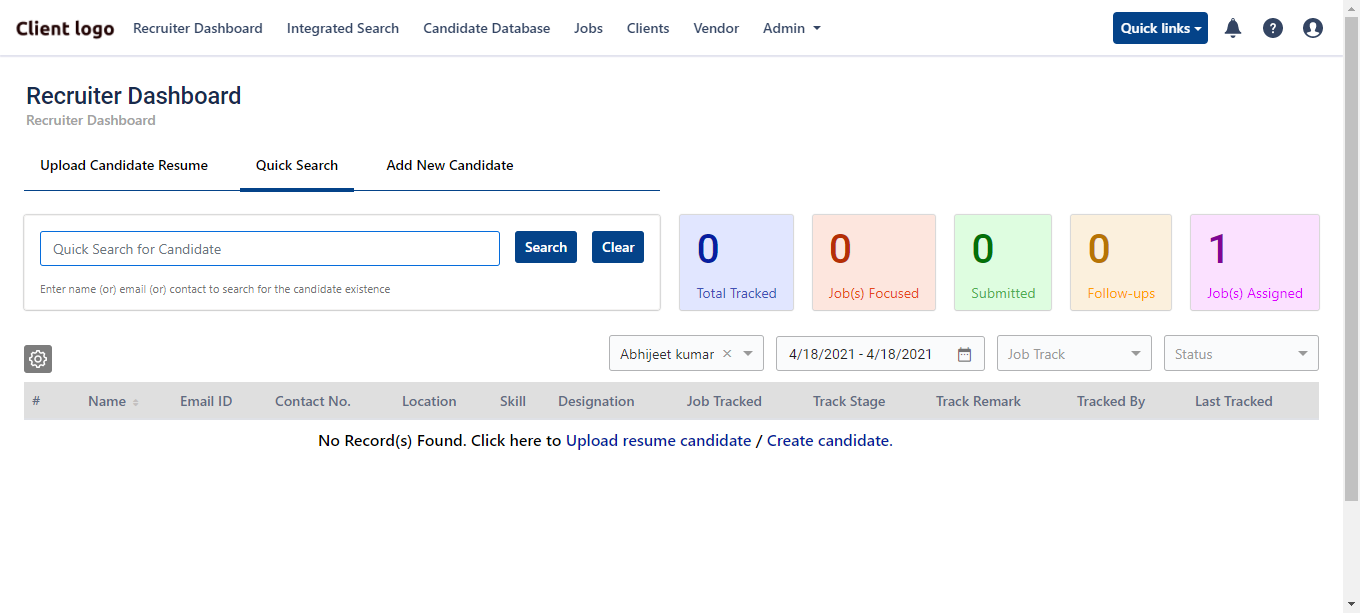 Client logo Recruiter Dashboard Integrated Search Candidate Database Jobs Clients Vendor Admin Quick links ?
Recruiter Dashboard
Recruiter Dashboard
Upload Candidate Resume Quick Search Add New Candidate
Quick Search for Candidate Search Clear
Enter name (or) email (or) contact to search for the candidate existence
0 0 0 0 1
Total Tracked Job(s) Focused Submitted Follow-ups Job(s) Assigned
Abhijeet kumar × 4/18/2021 - 4/18/2021 Job Track Status
# Name Email ID Contact No. Location Skill Designation Job Tracked Track Stage Track Remark Tracked By Last Tracked
No Record(s) Found. Click here to Upload resume candidate / Create candidate.